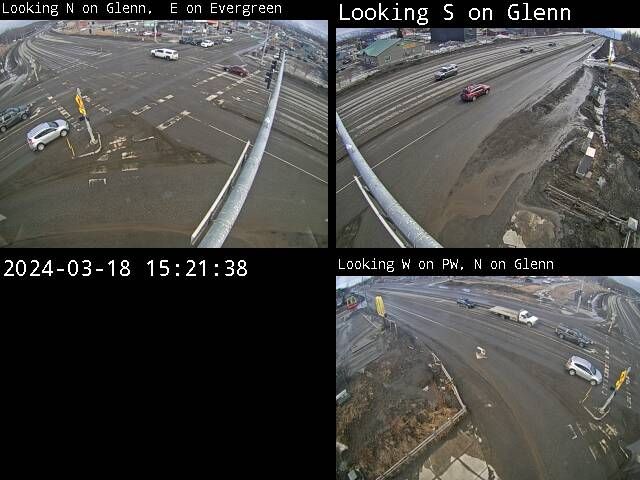 Looking N on Glenn,  E on Evergreen
Looking S on Glenn
2024-03-18 15:21:38
Looking W on PW, N on Glenn